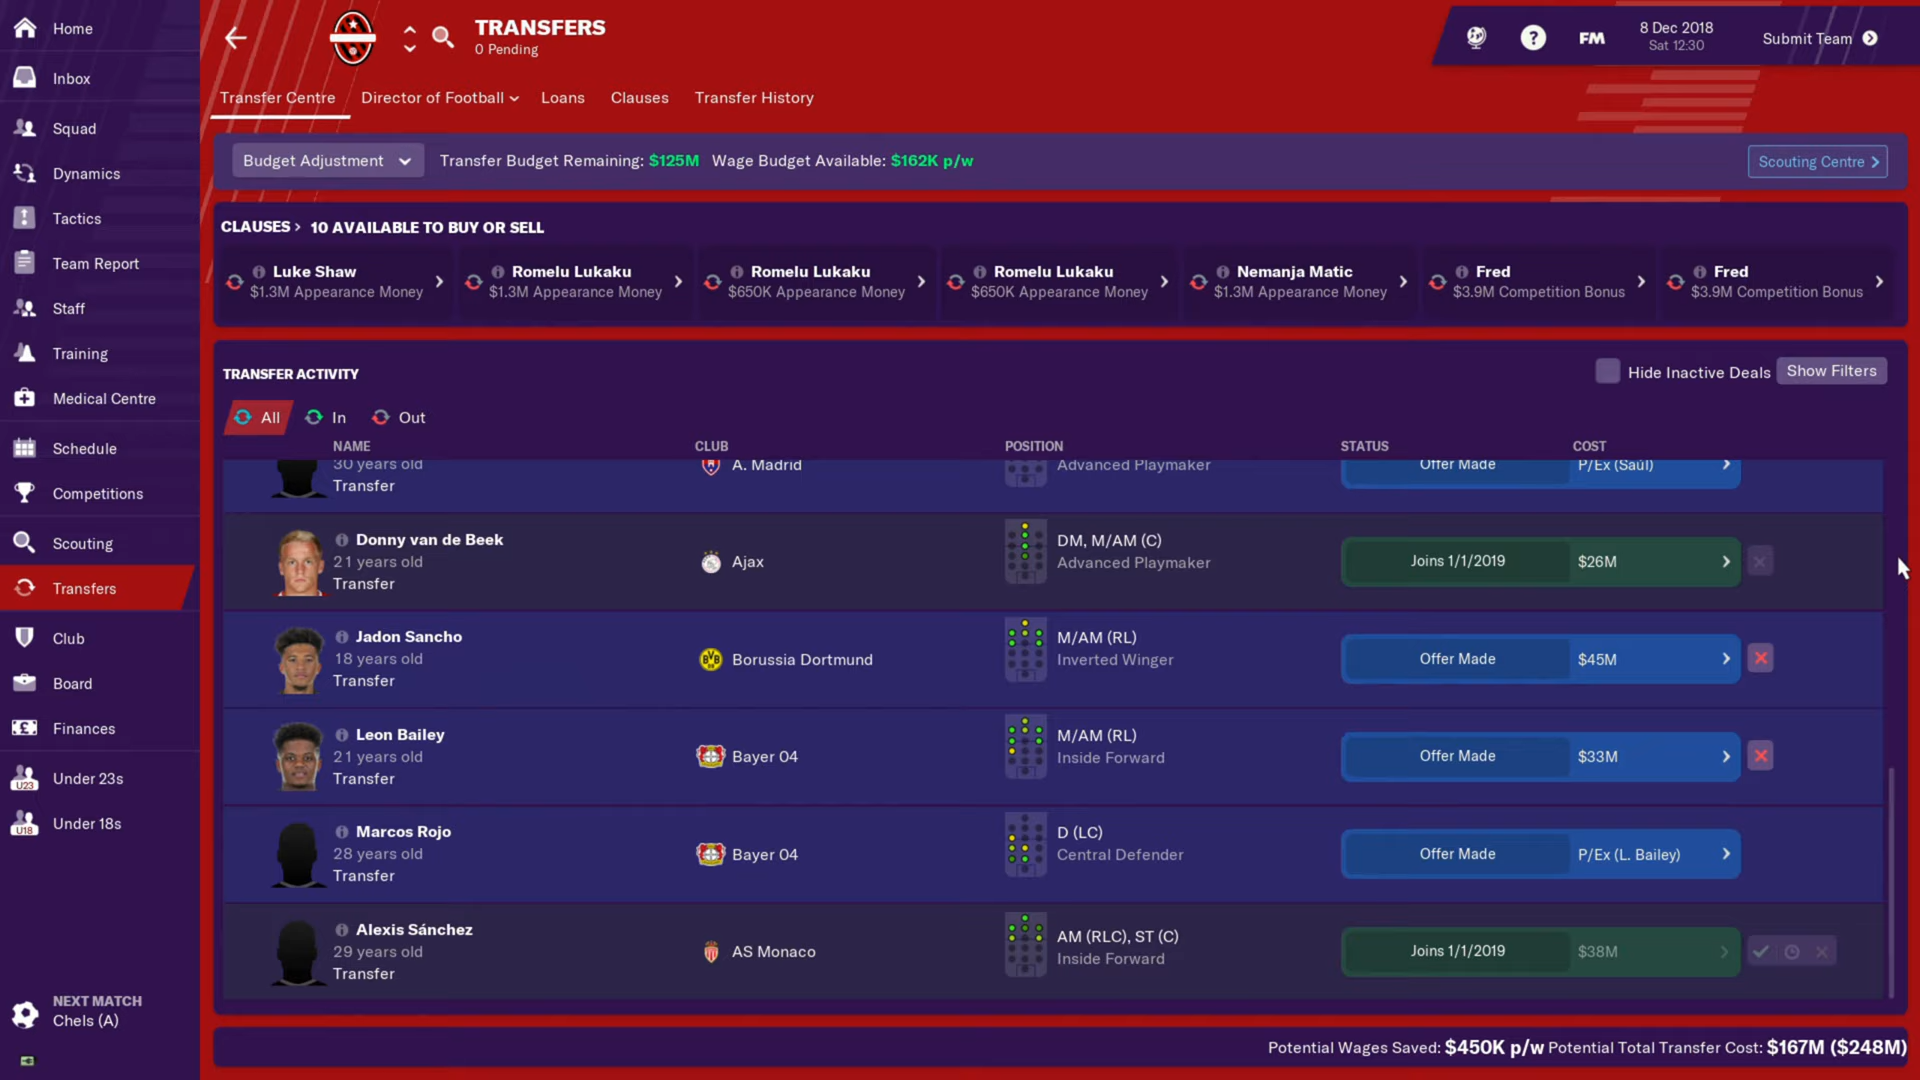 Home
Inbox
Squad
Dynamics
Tactics
Team Report
Staff
Training
Medical Centre
Schedule
Competitions
Scouting
Transfers
Club
Board
Finances
U23
Under 23s
U18
Under 18s
NEXT MATCH
Chels (A)
TRANSFERS
0 Pending
? FM
8 Dec 2018
Sat 12:30
Submit Team
Transfer Centre Director of Football Loans Clauses Transfer History
Budget Adjustment Transfer Budget Remaining: $125M Wage Budget Available: $162K p/w Scouting Centre >
CLAUSES > 10 AVAILABLE TO BUY OR SELL
Luke Shaw
$1.3M Appearance Money
Romelu Lukaku
$1.3M Appearance Money
Romelu Lukaku
$650K Appearance Money
Romelu Lukaku
$650K Appearance Money
Nemanja Matic
$1.3M Appearance Money
Fred
$3.9M Competition Bonus
Fred
$3.9M Competition Bonus
TRANSFER ACTIVITY
Hide Inactive Deals Show Filters
All In Out
NAME CLUB POSITION STATUS COST
30 years old A. Madrid Advanced Playmaker Offer Made P/Ex (Saúl)
Transfer
Donny van de Beek DM, M/AM (C)
21 years old Ajax Advanced Playmaker Joins 1/1/2019 $26M
Transfer
Jadon Sancho M/AM (RL)
18 years old BVB 09 Borussia Dortmund Inverted Winger Offer Made $45M
Transfer
Leon Bailey M/AM (RL)
21 years old Bayer 04 Inside Forward Offer Made $33M
Transfer
Marcos Rojo D (LC)
28 years old Bayer 04 Central Defender Offer Made P/Ex (L. Bailey)
Transfer
Alexis Sánchez AM (RLC), ST (C)
29 years old AS Monaco Inside Forward Joins 1/1/2019 $38M
Transfer
Potential Wages Saved: $450K p/w Potential Total Transfer Cost: $167M ($248M)